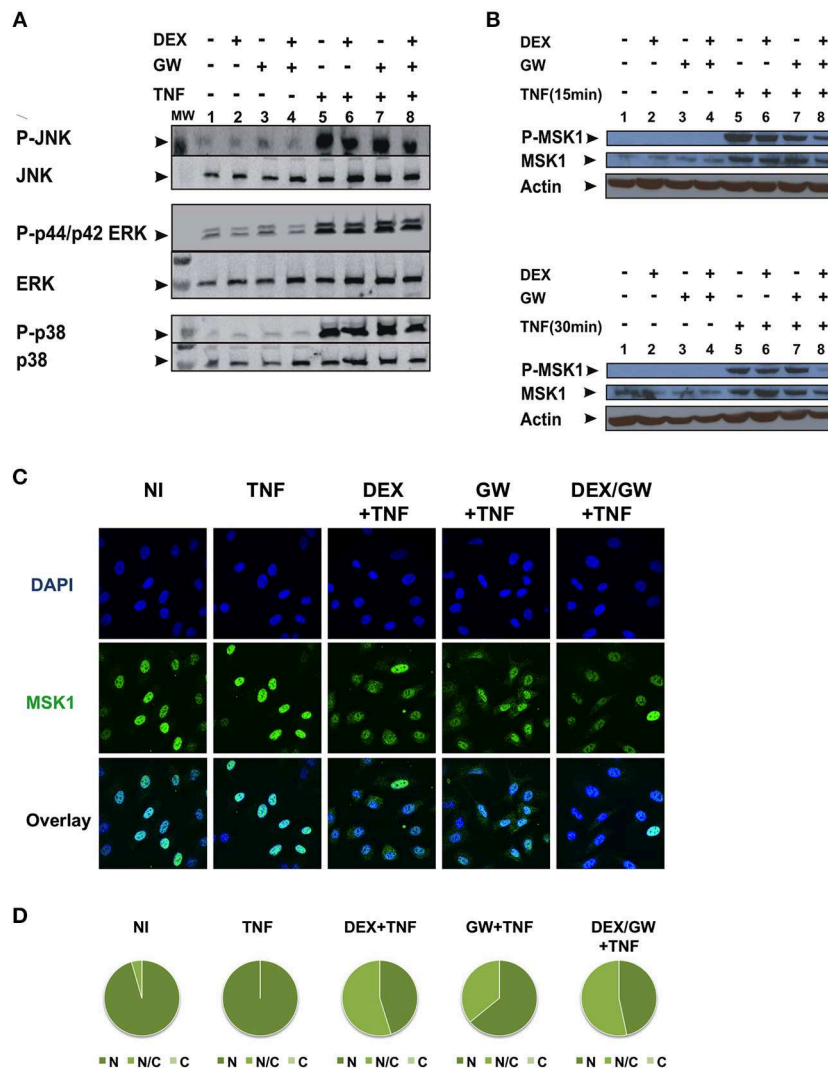 A
DEX - + - + - + - +
GW - - + + - - + +
TNF - - - - + + + +
MW 1 2 3 4 5 6 7 8
P-JNK
JNK
P-p44/p42 ERK
ERK
P-p38
p38
B
DEX - + - + - + - +
GW - - + + - - + +
TNF(15min) - - - - + + + +
1 2 3 4 5 6 7 8
P-MSK1
MSK1
Actin
DEX - + - + - + - +
GW - - + + - - + +
TNF(30min) - - - - + + + +
1 2 3 4 5 6 7 8
P-MSK1
MSK1
Actin
C
NI TNF DEX GW DEX/GW
+TNF +TNF +TNF
DAPI
MSK1
Overlay
D
NI TNF DEX+TNF GW+TNF DEX/GW
+TNF
N N/C C N N/C C N N/C C N N/C C N N/C C